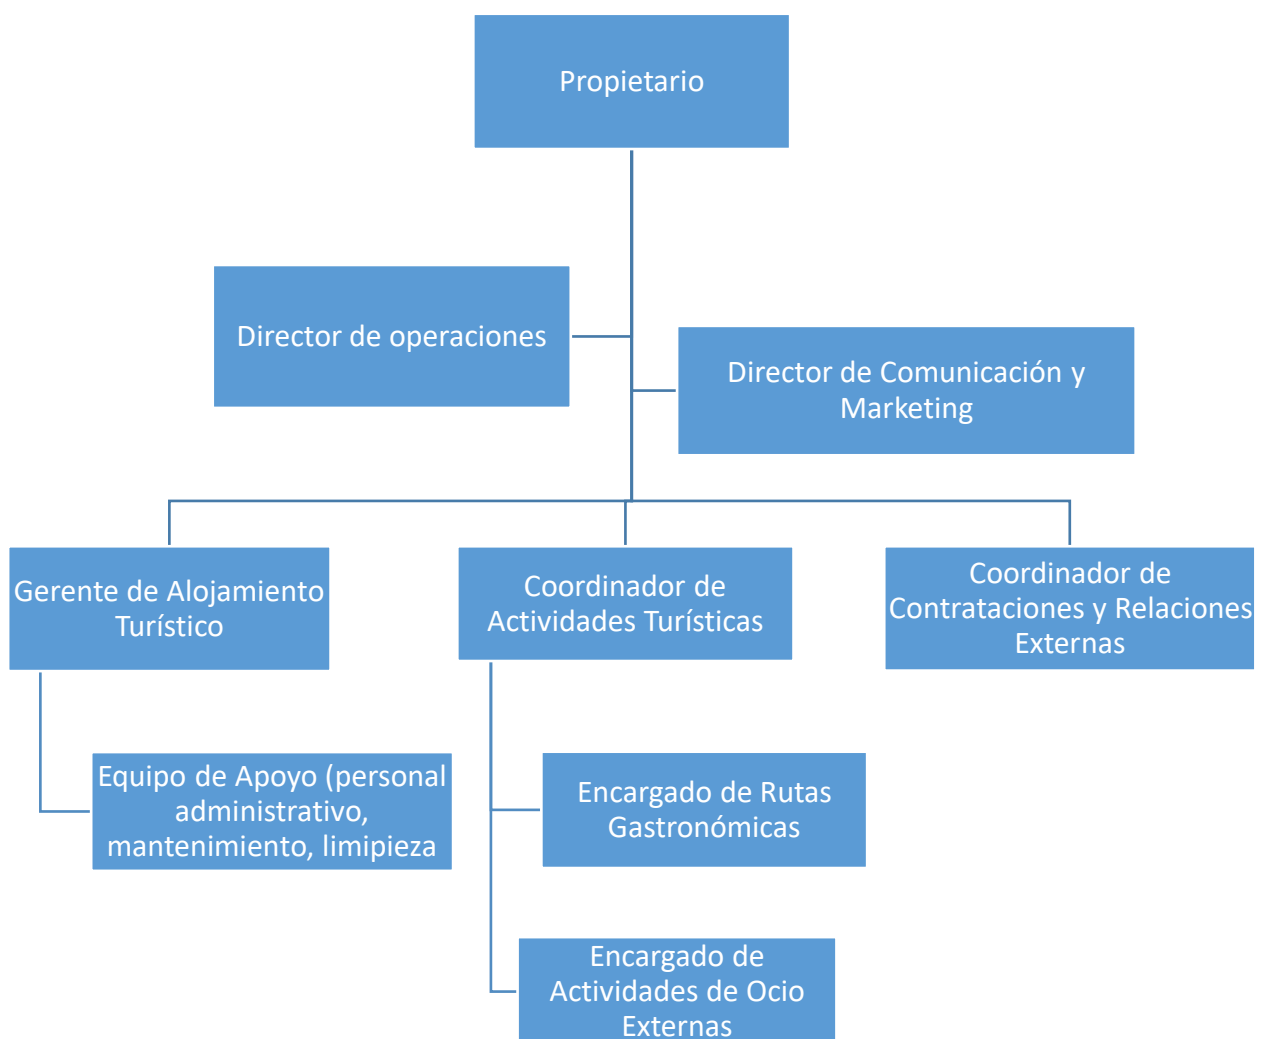 Propietario
Director de operaciones
Director de Comunicación y
Marketing
Gerente de Alojamiento
Turístico
Coordinador de
Actividades Turísticas
Coordinador de
Contrataciones y Relaciones
Externas
Equipo de Apoyo (personal
administrativo,
mantenimiento, limipieza
Encargado de Rutas
Gastronómicas
Encargado de
Actividades de Ocio
Externas